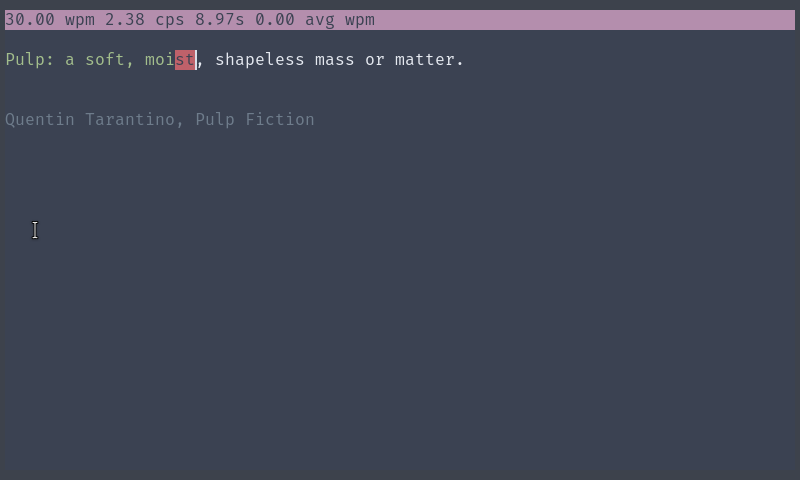 30.00 wpm 2.38 cps 8.97s 0.00 avg wpm
Pulp: a soft, moist, shapeless mass or matter.
Quentin Tarantino, Pulp Fiction